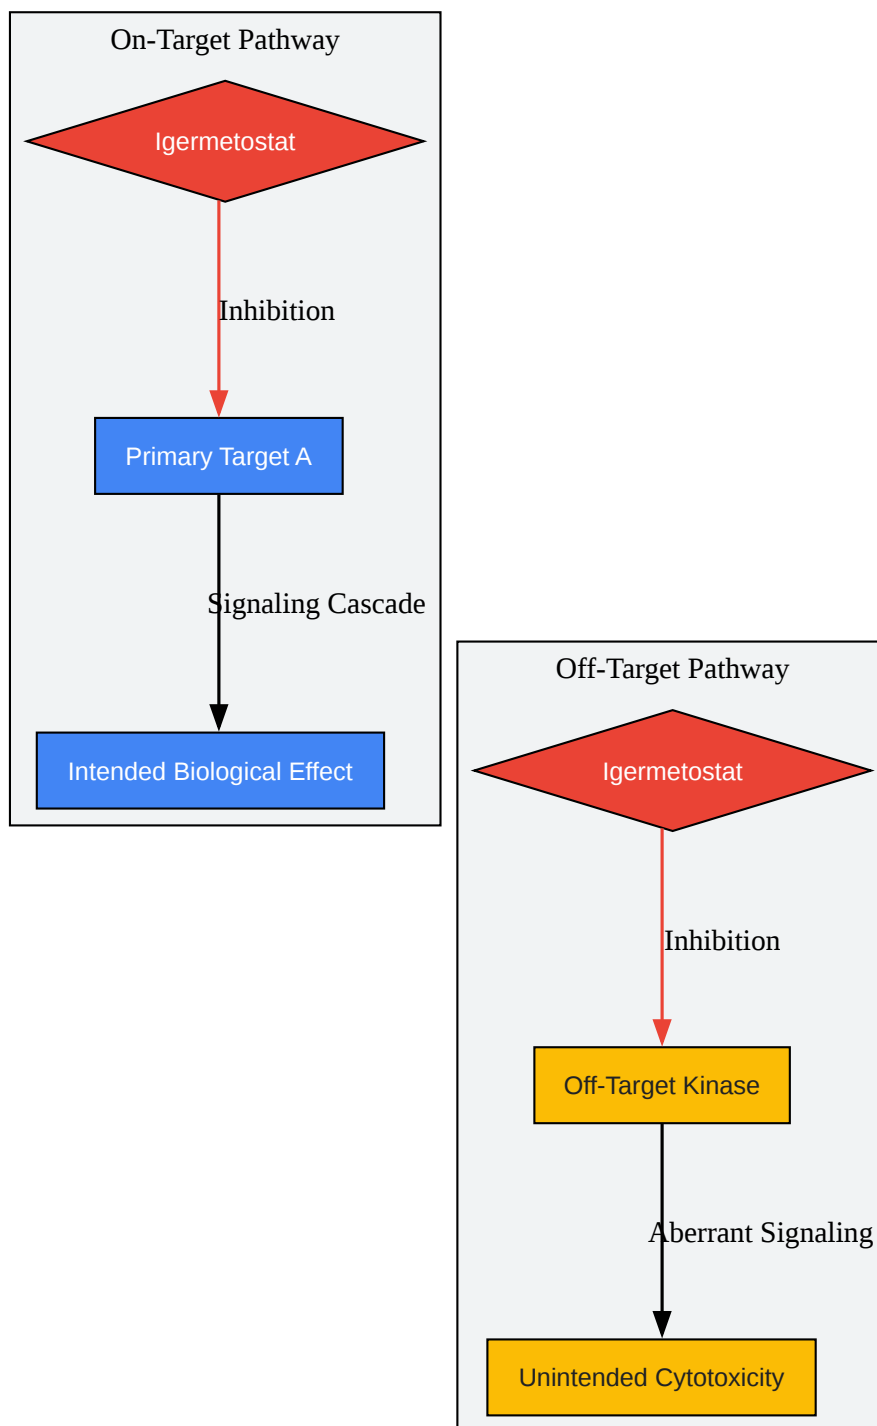 On-Target Pathway
Igermetostat
Inhibition
Primary Target A
Signaling Cascade
Intended Biological Effect
Off-Target Pathway
Igermetostat
Inhibition
Off-Target Kinase
Aberrant Signaling
Unintended Cytotoxicity